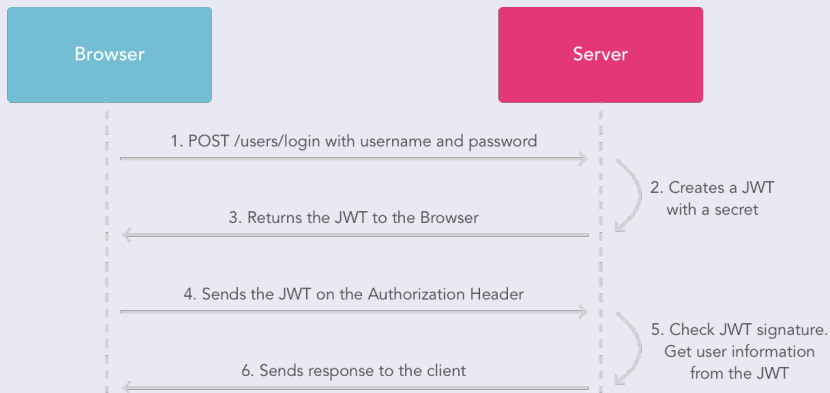 Browser
Server
1. POST /users/login with username and password
2. Creates a JWT
with a secret
3. Returns the JWT to the Browser
4. Sends the JWT on the Authorization Header
5. Check JWT signature.
Get user information
from the JWT
6. Sends response to the client